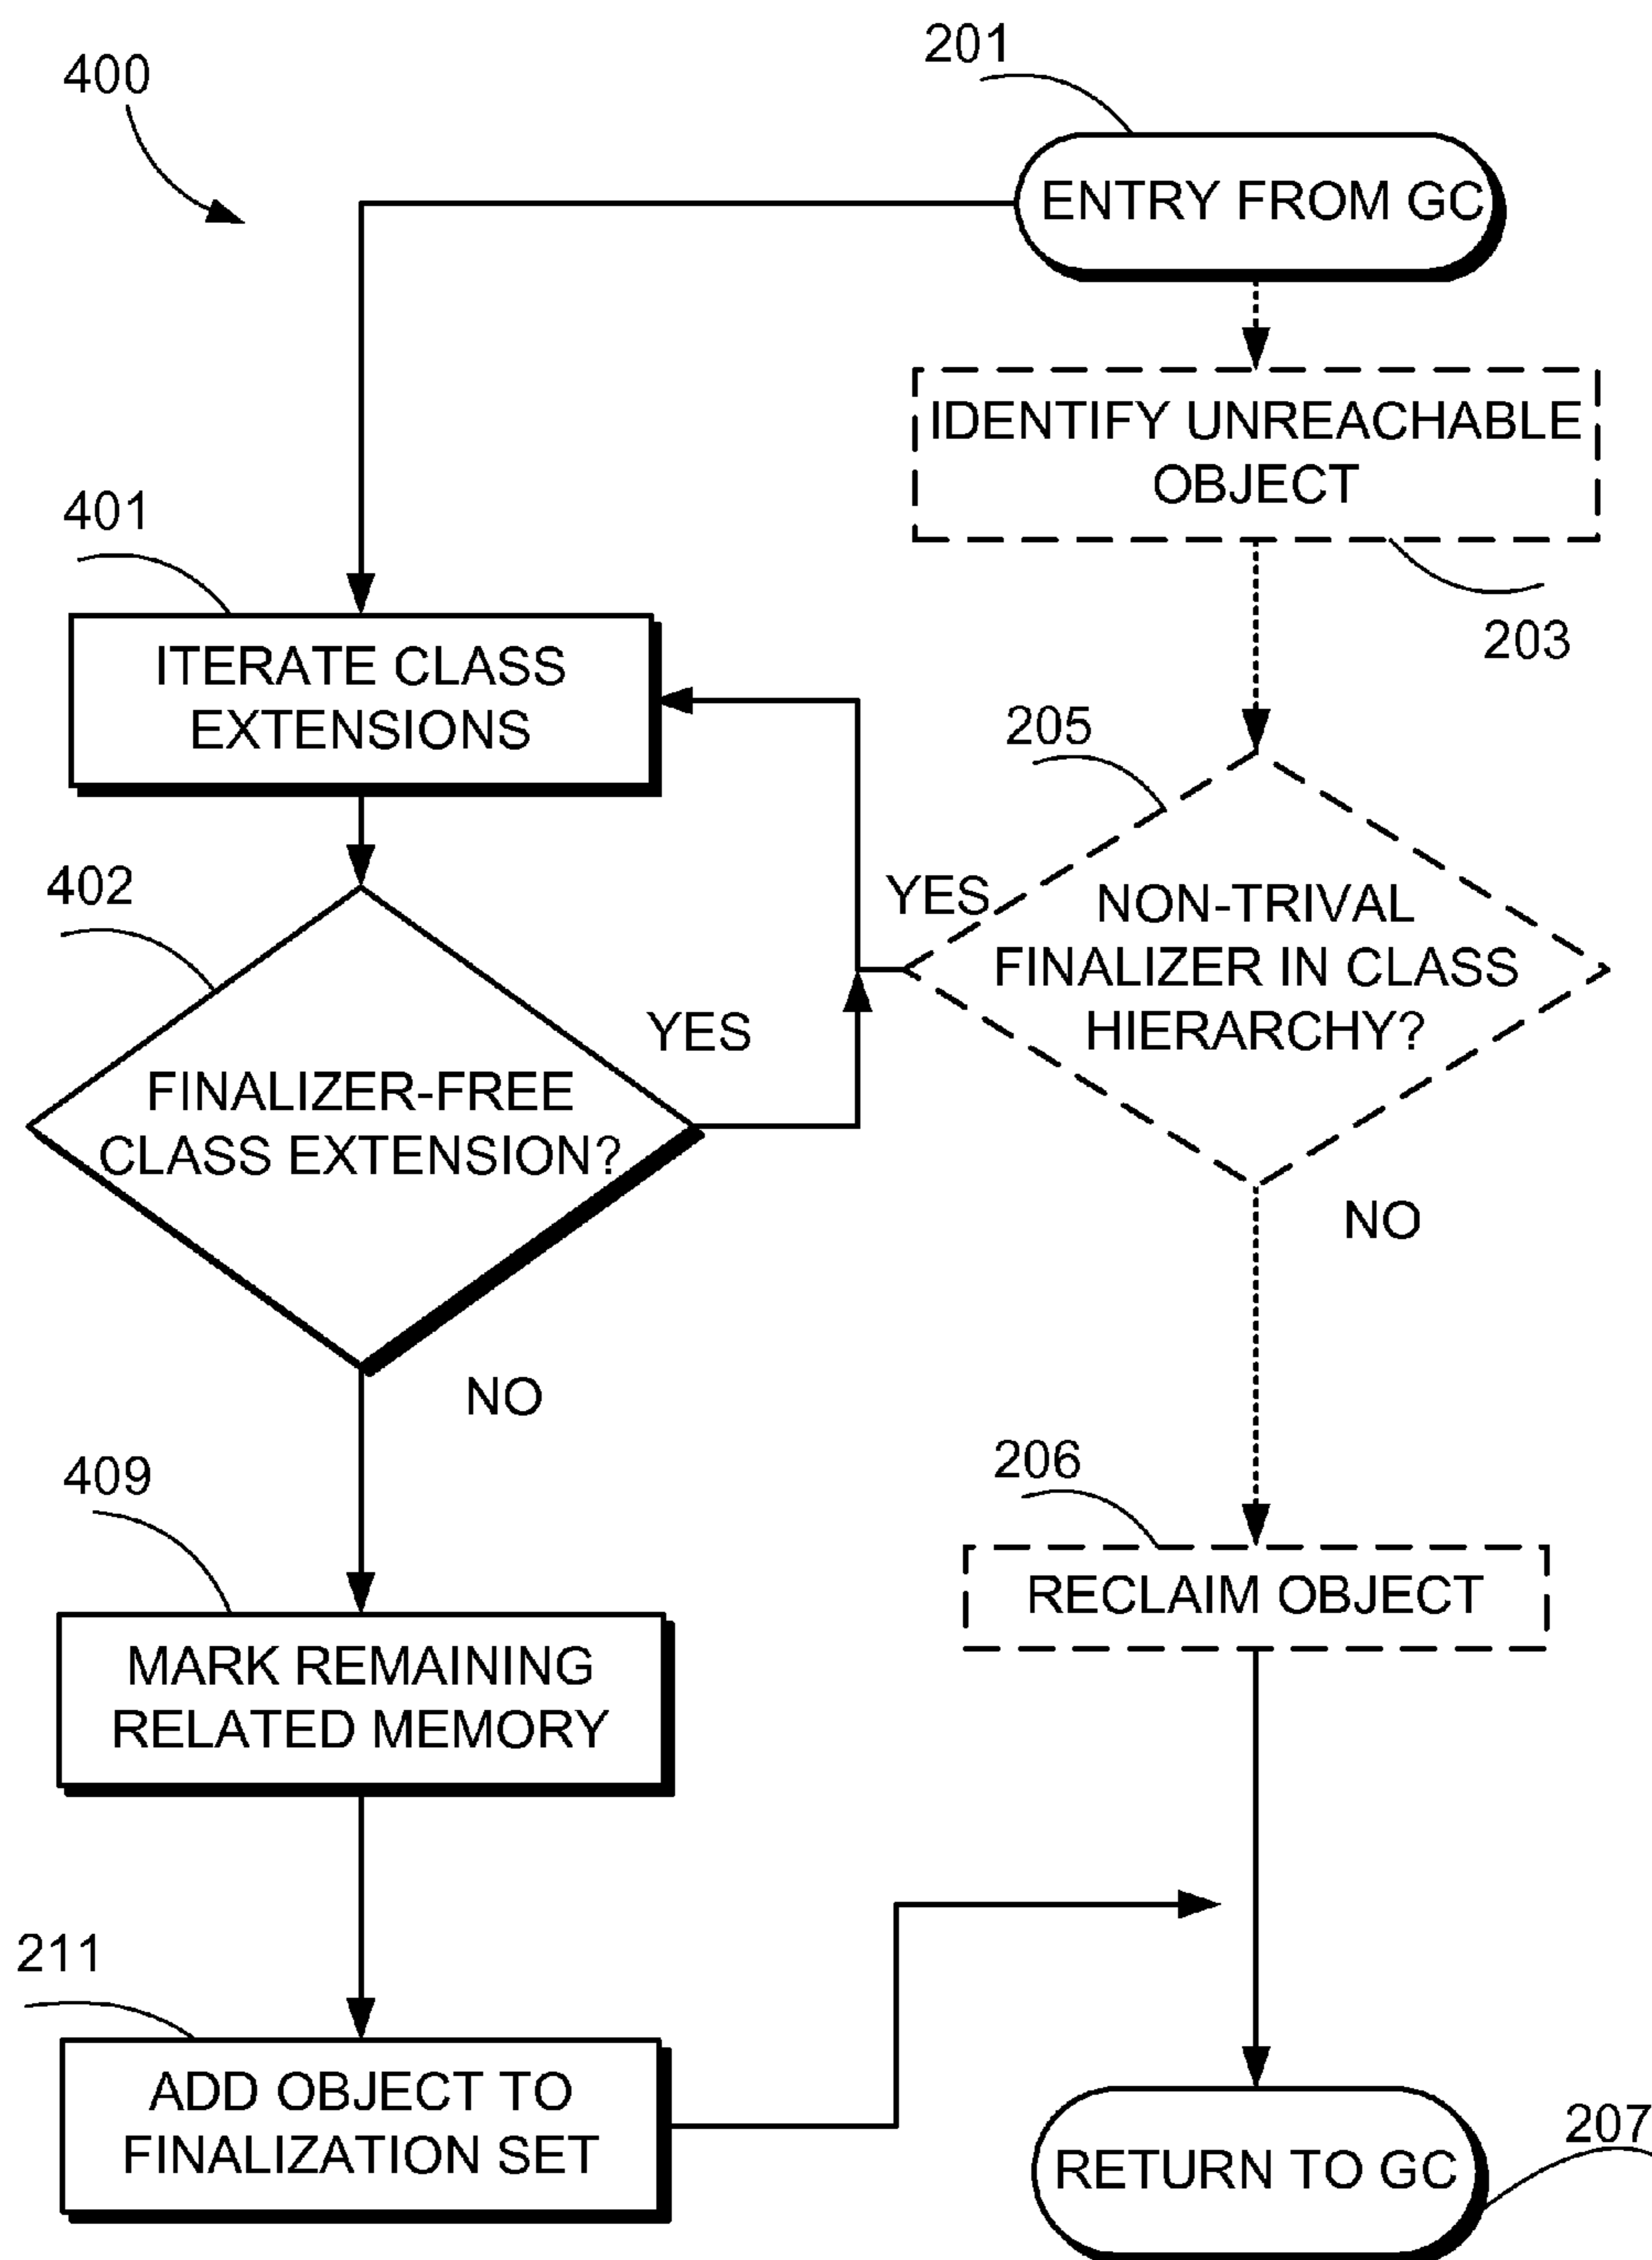 201
400
ENTRY FROM GC
IDENTIFY UNREACHABLE
OBJECT
401
203
ITERATE CLASS
EXTENSIONS
205
402
YES
NON-TRIVAL
FINALIZER IN CLASS
HIERARCHY?
YES
FINALIZER-FREE
CLASS EXTENSION?
NO
NO
409
206
RECLAIM OBJECT
MARK REMAINING
RELATED MEMORY
211
ADD OBJECT TO
FINALIZATION SET
207
RETURN TO GC